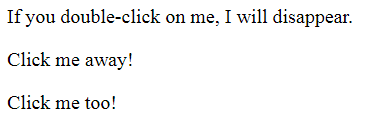 If you double-click on me, I will disappear.
Click me away!
Click me too!